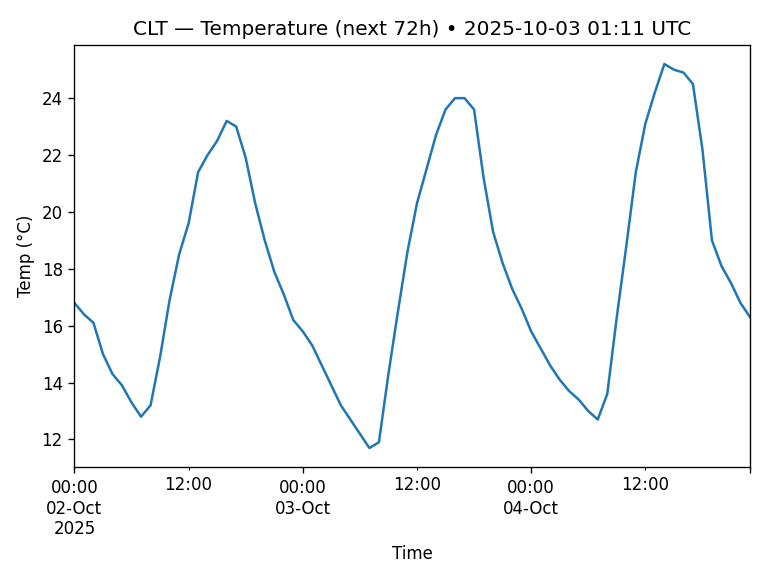 CLT — Temperature (next 72h) • 2025-10-03 01:11 UTC
Temp (°C)
24
22
20
18
16
14
12
00:00 12:00 00:00 12:00 00:00 12:00
02-Oct 03-Oct 04-Oct
2025
Time